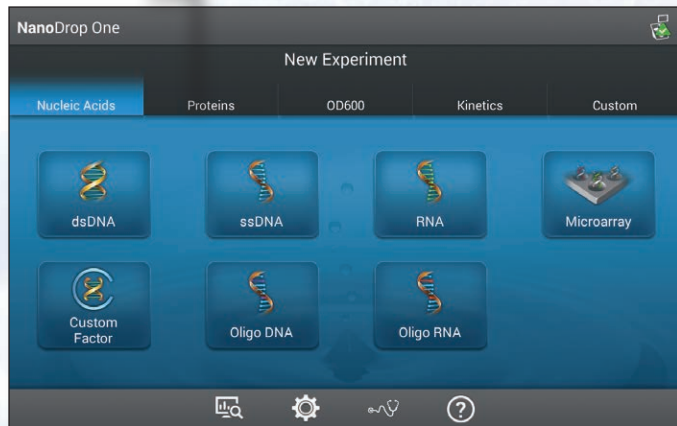 NanoDrop One
New Experiment
Nucleic Acids Proteins OD600 Kinetics Custom
dsDNA ssDNA RNA Microarray
Custom
Factor
Oligo DNA Oligo RNA
?